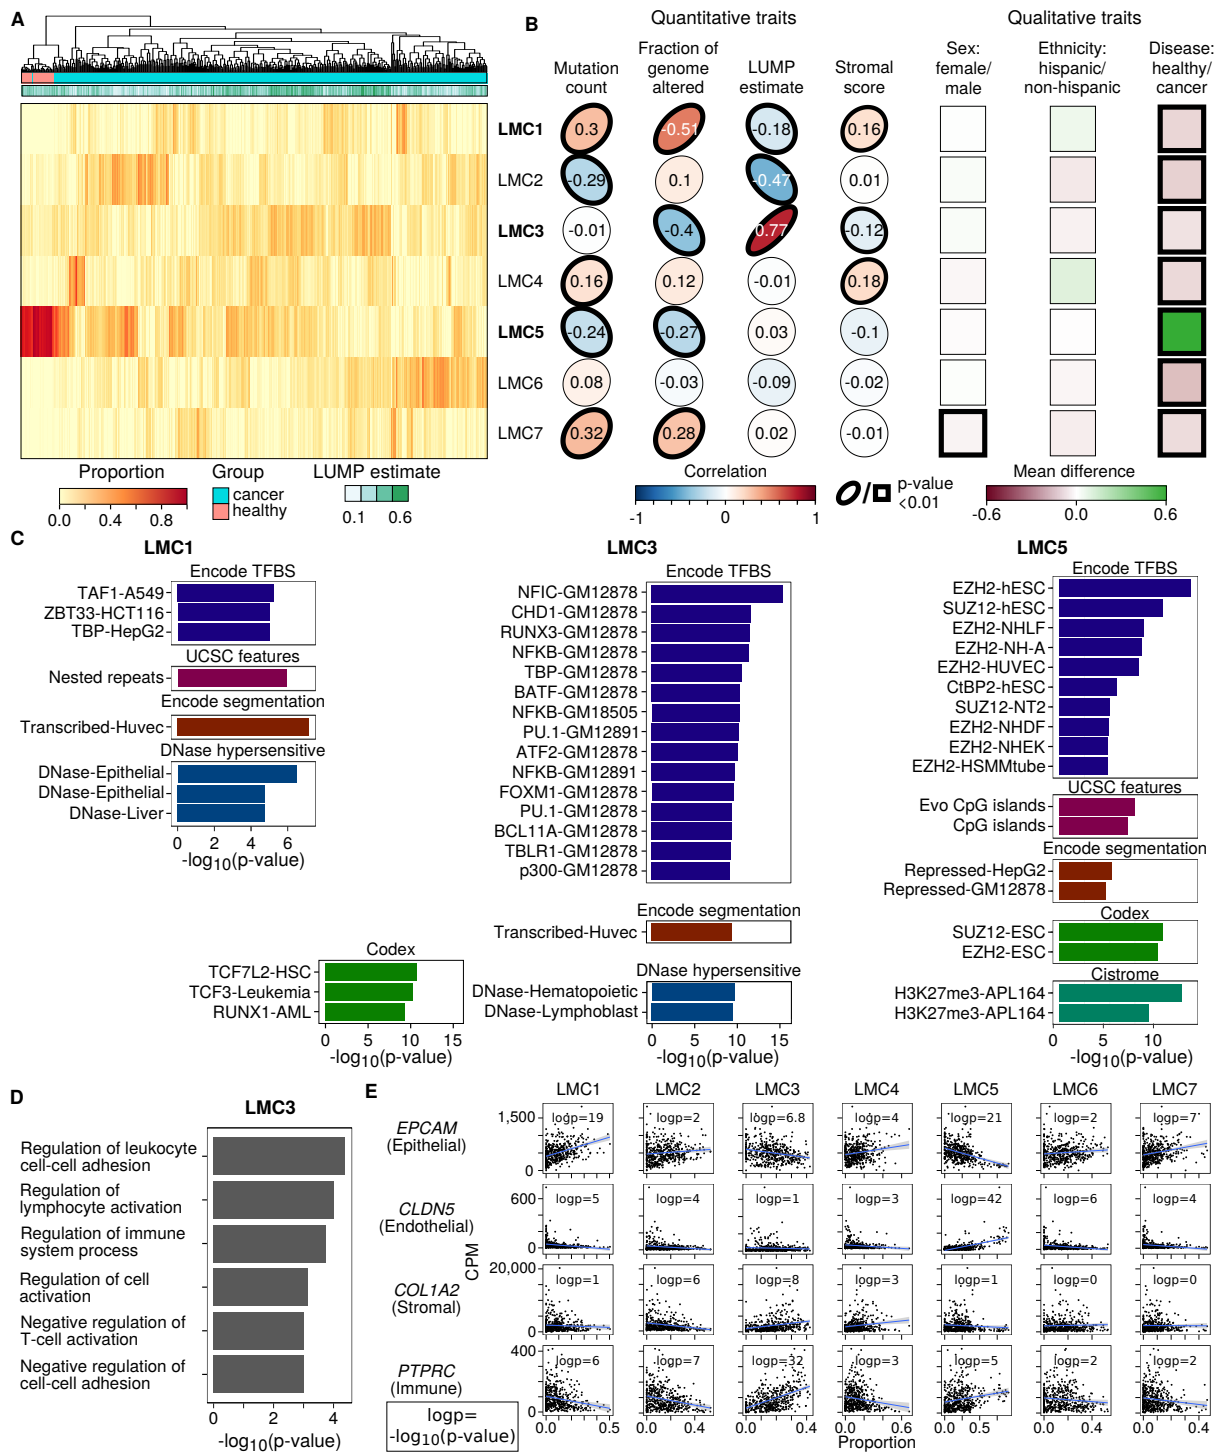 A
Proportion
0.0
0.4
0.8
Group
cancer
healthy
LUMP estimate
0.1
0.6
B
Quantitative traits
Qualitative traits
Mutation
count
Fraction of
genome
altered
LUMP
estimate
Stromal
score
Sex:
female/
male
Ethnicity:
hispanic/
non-hispanic
Disease:
healthy/
cancer
LMC1
0.3
-0.51
-0.18
0.16
LMC2
-0.29
0.1
-0.47
0.01
LMC3
-0.01
-0.4
0.77
-0.12
LMC4
0.16
0.12
-0.01
0.18
LMC5
-0.24
-0.27
0.03
-0.1
LMC6
0.08
-0.03
-0.09
-0.02
LMC7
0.32
0.28
0.02
-0.01
Correlation
-1
0
1
/
p-value
<0.01
Mean difference
-0.6
0.0
0.6
C
LMC1
Encode TFBS
TAF1-A549
ZBT33-HCT116
TBP-HepG2
UCSC features
Nested repeats
Encode segmentation
Transcribed-Huvec
DNase hypersensitive
DNase-Epithelial
DNase-Epithelial
DNase-Liver
0 2 4 6
-log10(p-value)
Codex
TCF7L2-HSC
TCF3-Leukemia
RUNX1-AML
0 5 10 15
-log10(p-value)
LMC3
Encode TFBS
NFIC-GM12878
CHD1-GM12878
RUNX3-GM12878
NFKB-GM12878
TBP-GM12878
BATF-GM12878
NFKB-GM18505
PU.1-GM12891
ATF2-GM12878
NFKB-GM12891
FOXM1-GM12878
PU.1-GM12878
BCL11A-GM12878
TBLR1-GM12878
p300-GM12878
Encode segmentation
Transcribed-Huvec
DNase hypersensitive
DNase-Hematopoietic
DNase-Lymphoblast
0 5 10 15
-log10(p-value)
LMC5
Encode TFBS
EZH2-hESC
SUZ12-hESC
EZH2-NHLF
EZH2-NH-A
EZH2-HUVEC
CtBP2-hESC
SUZ12-NT2
EZH2-NHDF
EZH2-NHEK
EZH2-HSMMtube
UCSC features
Evo CpG islands
CpG islands
Encode segmentation
Repressed-HepG2
Repressed-GM12878
Codex
SUZ12-ESC
EZH2-ESC
Cistrome
H3K27me3-APL164
H3K27me3-APL164
0 5 10
-log10(p-value)
D
LMC3
Regulation of leukocyte
cell-cell adhesion
Regulation of
lymphocyte activation
Regulation of immune
system process
Regulation of cell
activation
Negative regulation of
T-cell activation
Negative regulation of
cell-cell adhesion
0 2 4
-log10(p-value)
E
LMC1 LMC2 LMC3 LMC4 LMC5 LMC6 LMC7
EPCAM
(Epithelial)
1,500
0
logp=19 logp=2 logp=6.8 logp=4 logp=21 logp=2 logp=7
CLDN5
(Endothelial)
600
0
logp=5 logp=4 logp=1 logp=3 logp=42 logp=6 logp=4
CPM
COL1A2
(Stromal)
20,000
0
logp=1 logp=6 logp=8 logp=3 logp=1 logp=0 logp=0
PTPRC
(Immune)
400
0
logp=6 logp=7 logp=32 logp=3 logp=5 logp=2 logp=2
0.0 0.5 0.0 0.4 0.0 0.4 0.0 0.6 0.0 0.5 0.0 0.4 0.0 0.4
Proportion
logp=
-log10(p-value)